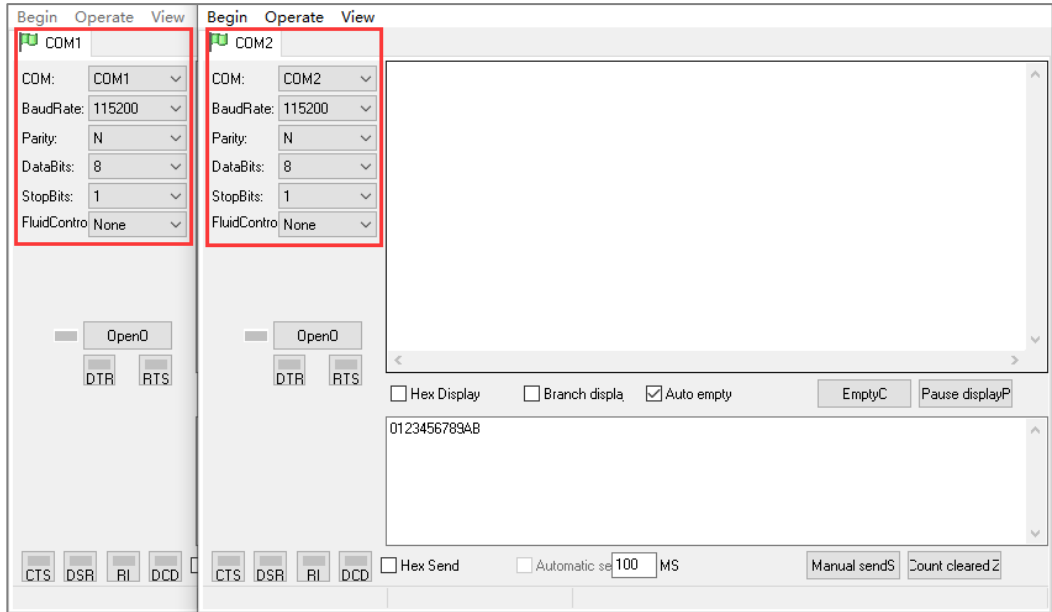 Begin Operate View
COM1
COM: COM1
BaudRate: 115200
Parity: N
DataBits: 8
StopBits: 1
FluidContro None
OpenO
DTR RTS
CTS DSR RI DCD
Begin Operate View
COM2
COM: COM2
BaudRate: 115200
Parity: N
DataBits: 8
StopBits: 1
FluidContro None
OpenO
DTR RTS
CTS DSR RI DCD
Hex Display Branch displa Auto empty EmptyC Pause displayP
0123456789AB
Hex Send Automatic se 100 MS Manual sendS Count cleared Z